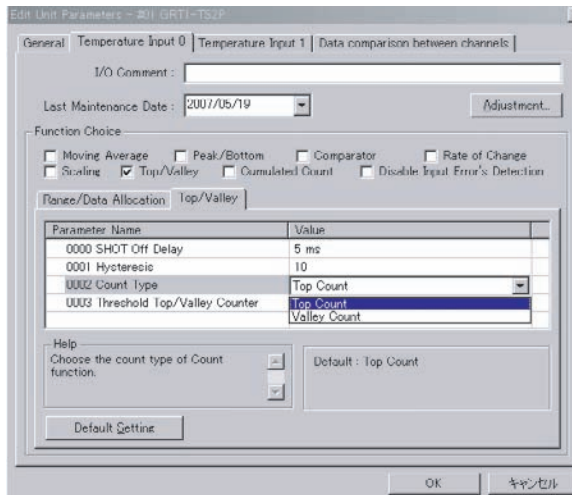 Edit Unit Parameters - #01 GRT1-TS2P
General Temperature Input 0 Temperature Input 1 Data comparison between channels
I/O Comment :
Last Maintenance Date : 2007/05/19 Adjustment...
Function Choice
Moving Average Peak/Bottom Comparator Rate of Change
Scaling Top/Valley Cumulated Count Disable Input Error's Detection
Range/Data Allocation Top/Valley
Parameter Name Value
0000 SHOT Off Delay 5 ms
0001 Hysteresis 10
0002 Count Type Top Count
0003 Threshold Top/Valley Counter Top Count
Valley Count
Help
Choose the count type of Count
function.
Default : Top Count
Default Setting
OK キャンセル